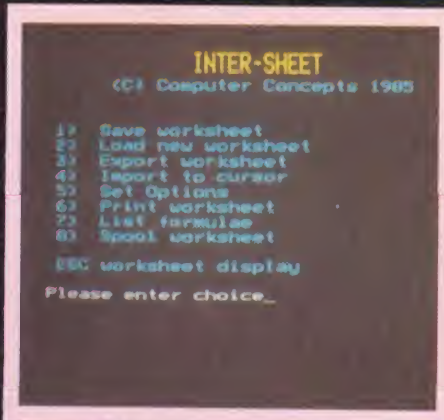 INTER-SHEET
(C) Computer Concepts 1985
1) Save worksheet
2) Load new worksheet
3) Export worksheet
4) Import to cursor
5) Set Options
6) Print worksheet
7) List formulae
8) Spool worksheet
ESC worksheet display
Please enter choice_